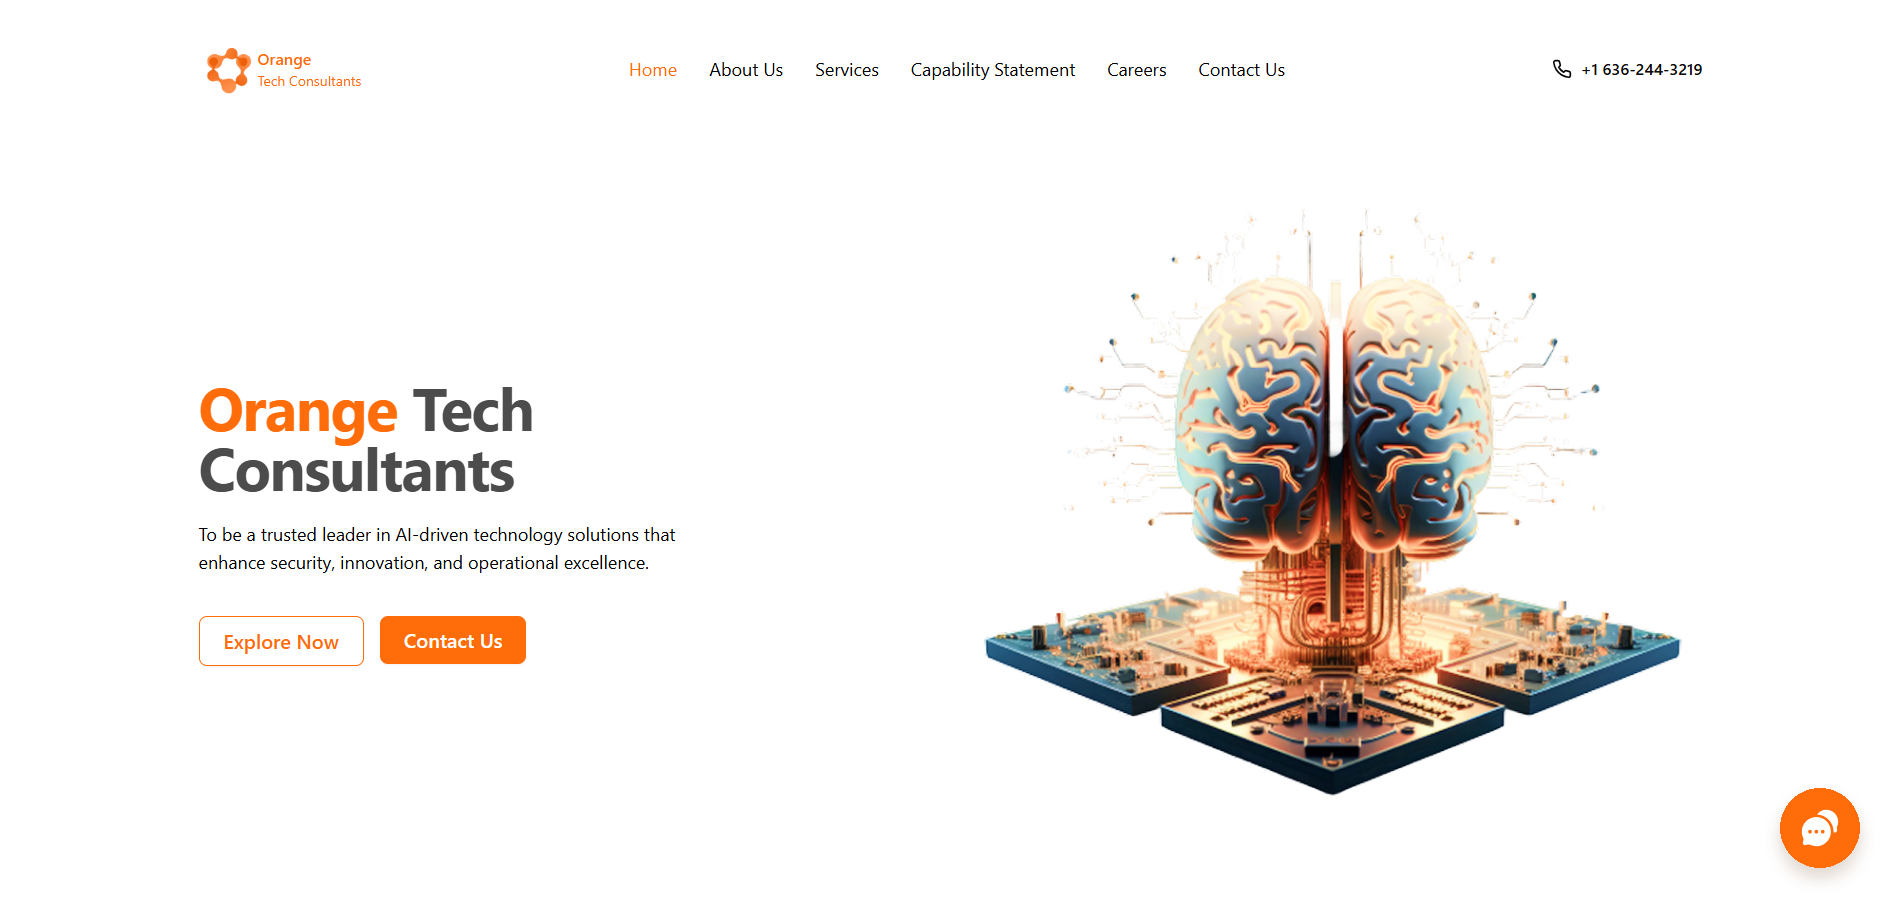 Orange
Tech Consultants
Home
About Us
Services
Capability Statement
Careers
Contact Us
+1 636-244-3219
Orange Tech
Consultants
To be a trusted leader in AI-driven technology solutions that
enhance security, innovation, and operational excellence.
Explore Now
Contact Us